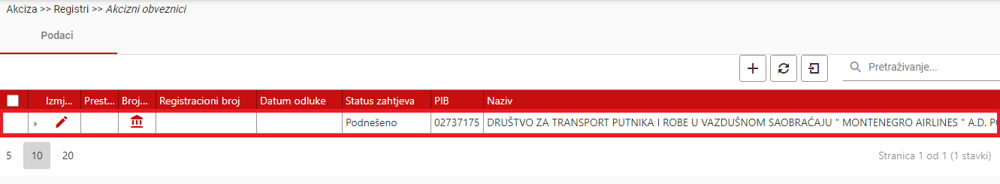 Akciza >> Registri >> Akcizni obveznici
Podaci
Pretraživanje...
Izmj... Prest... Broj... Registracioni broj Datum odluke Status zahtjeva PIB Naziv
Podnešeno 02737175 DRUŠTVO ZA TRANSPORT PUTNIKA I ROBE U VAZDUŠNOM SAOBRAĆAJU " MONTENEGRO AIRLINES " A.D.
5 10 20 Stranica 1 od 1 (1 stavki)